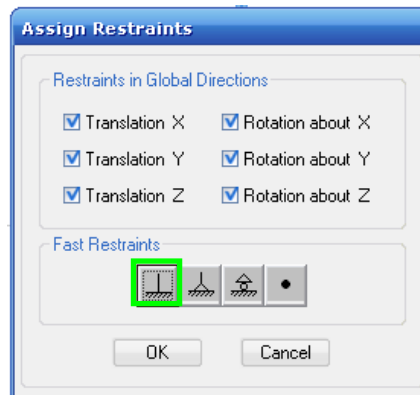 Assign Restraints
Restraints in Global Directions
Translation X Rotation about X
Translation Y Rotation about Y
Translation Z Rotation about Z
Fast Restraints
OK Cancel